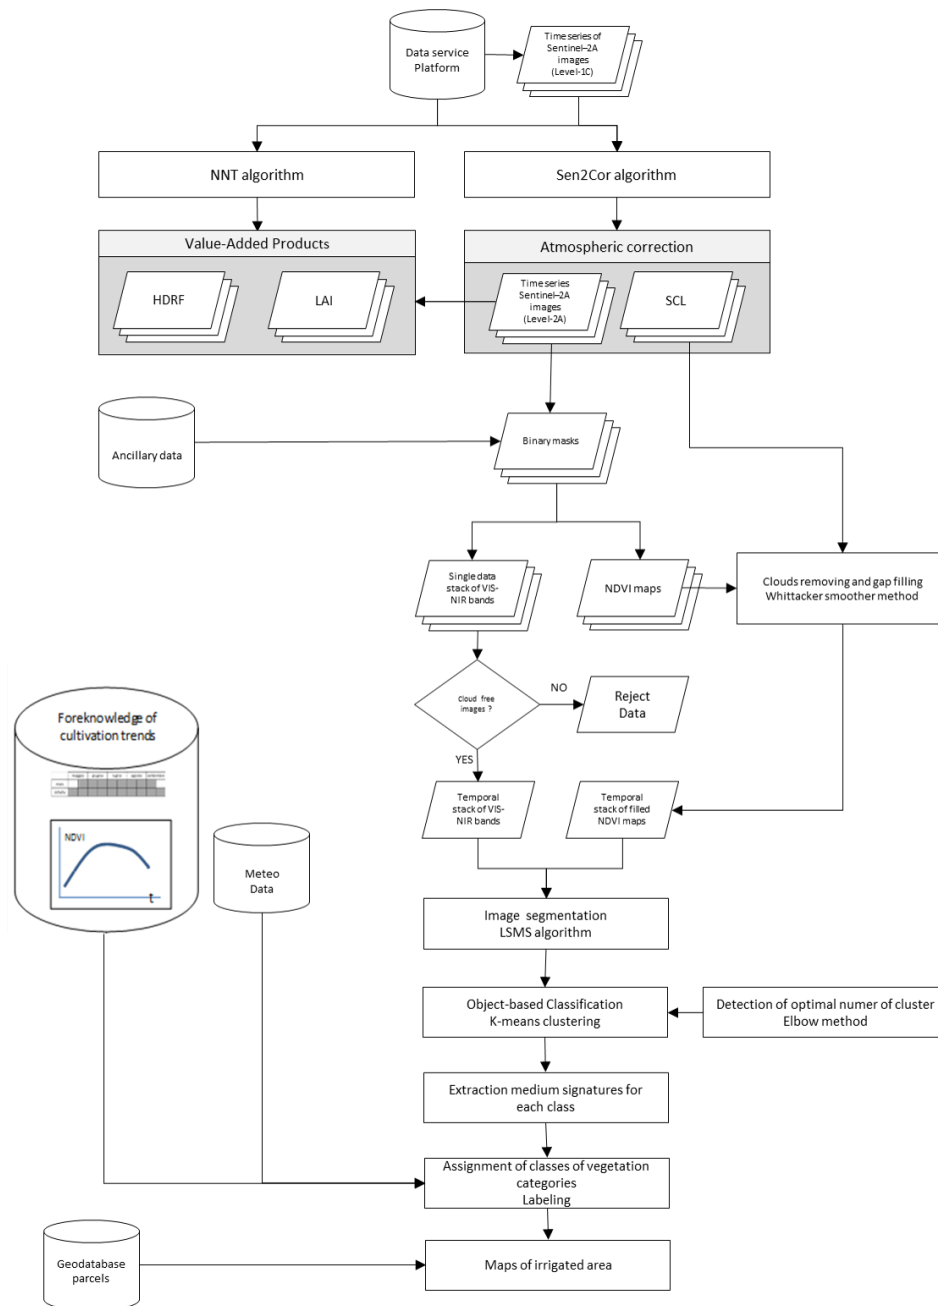 Data service
Platform
Time series of
Sentinel–2A
images
(Level-1C)
NNT algorithm
Sen2Cor algorithm
Value-Added Products
Atmospheric correction
HDRF
LAI
Time series
Sentinel–2A
images
(Level-2A)
SCL
Ancillary data
Binary masks
Single data
stack of VIS-
NIR bands
NDVI maps
Clouds removing and gap filling
Whittacker smoother method
Cloud free
images ?
NO
Reject
Data
YES
Foreknowledge of
cultivation trends
NDVI
t
Temporal
stack of VIS-
NIR bands
Temporal
stack of filled
NDVI maps
Meteo
Data
Image segmentation
LSMS algorithm
Object-based Classification
K-means clustering
Detection of optimal numer of cluster
Elbow method
Extraction medium signatures for
each class
Assignment of classes of vegetation
categories
Labeling
Geodatabase
parcels
Maps of irrigated area